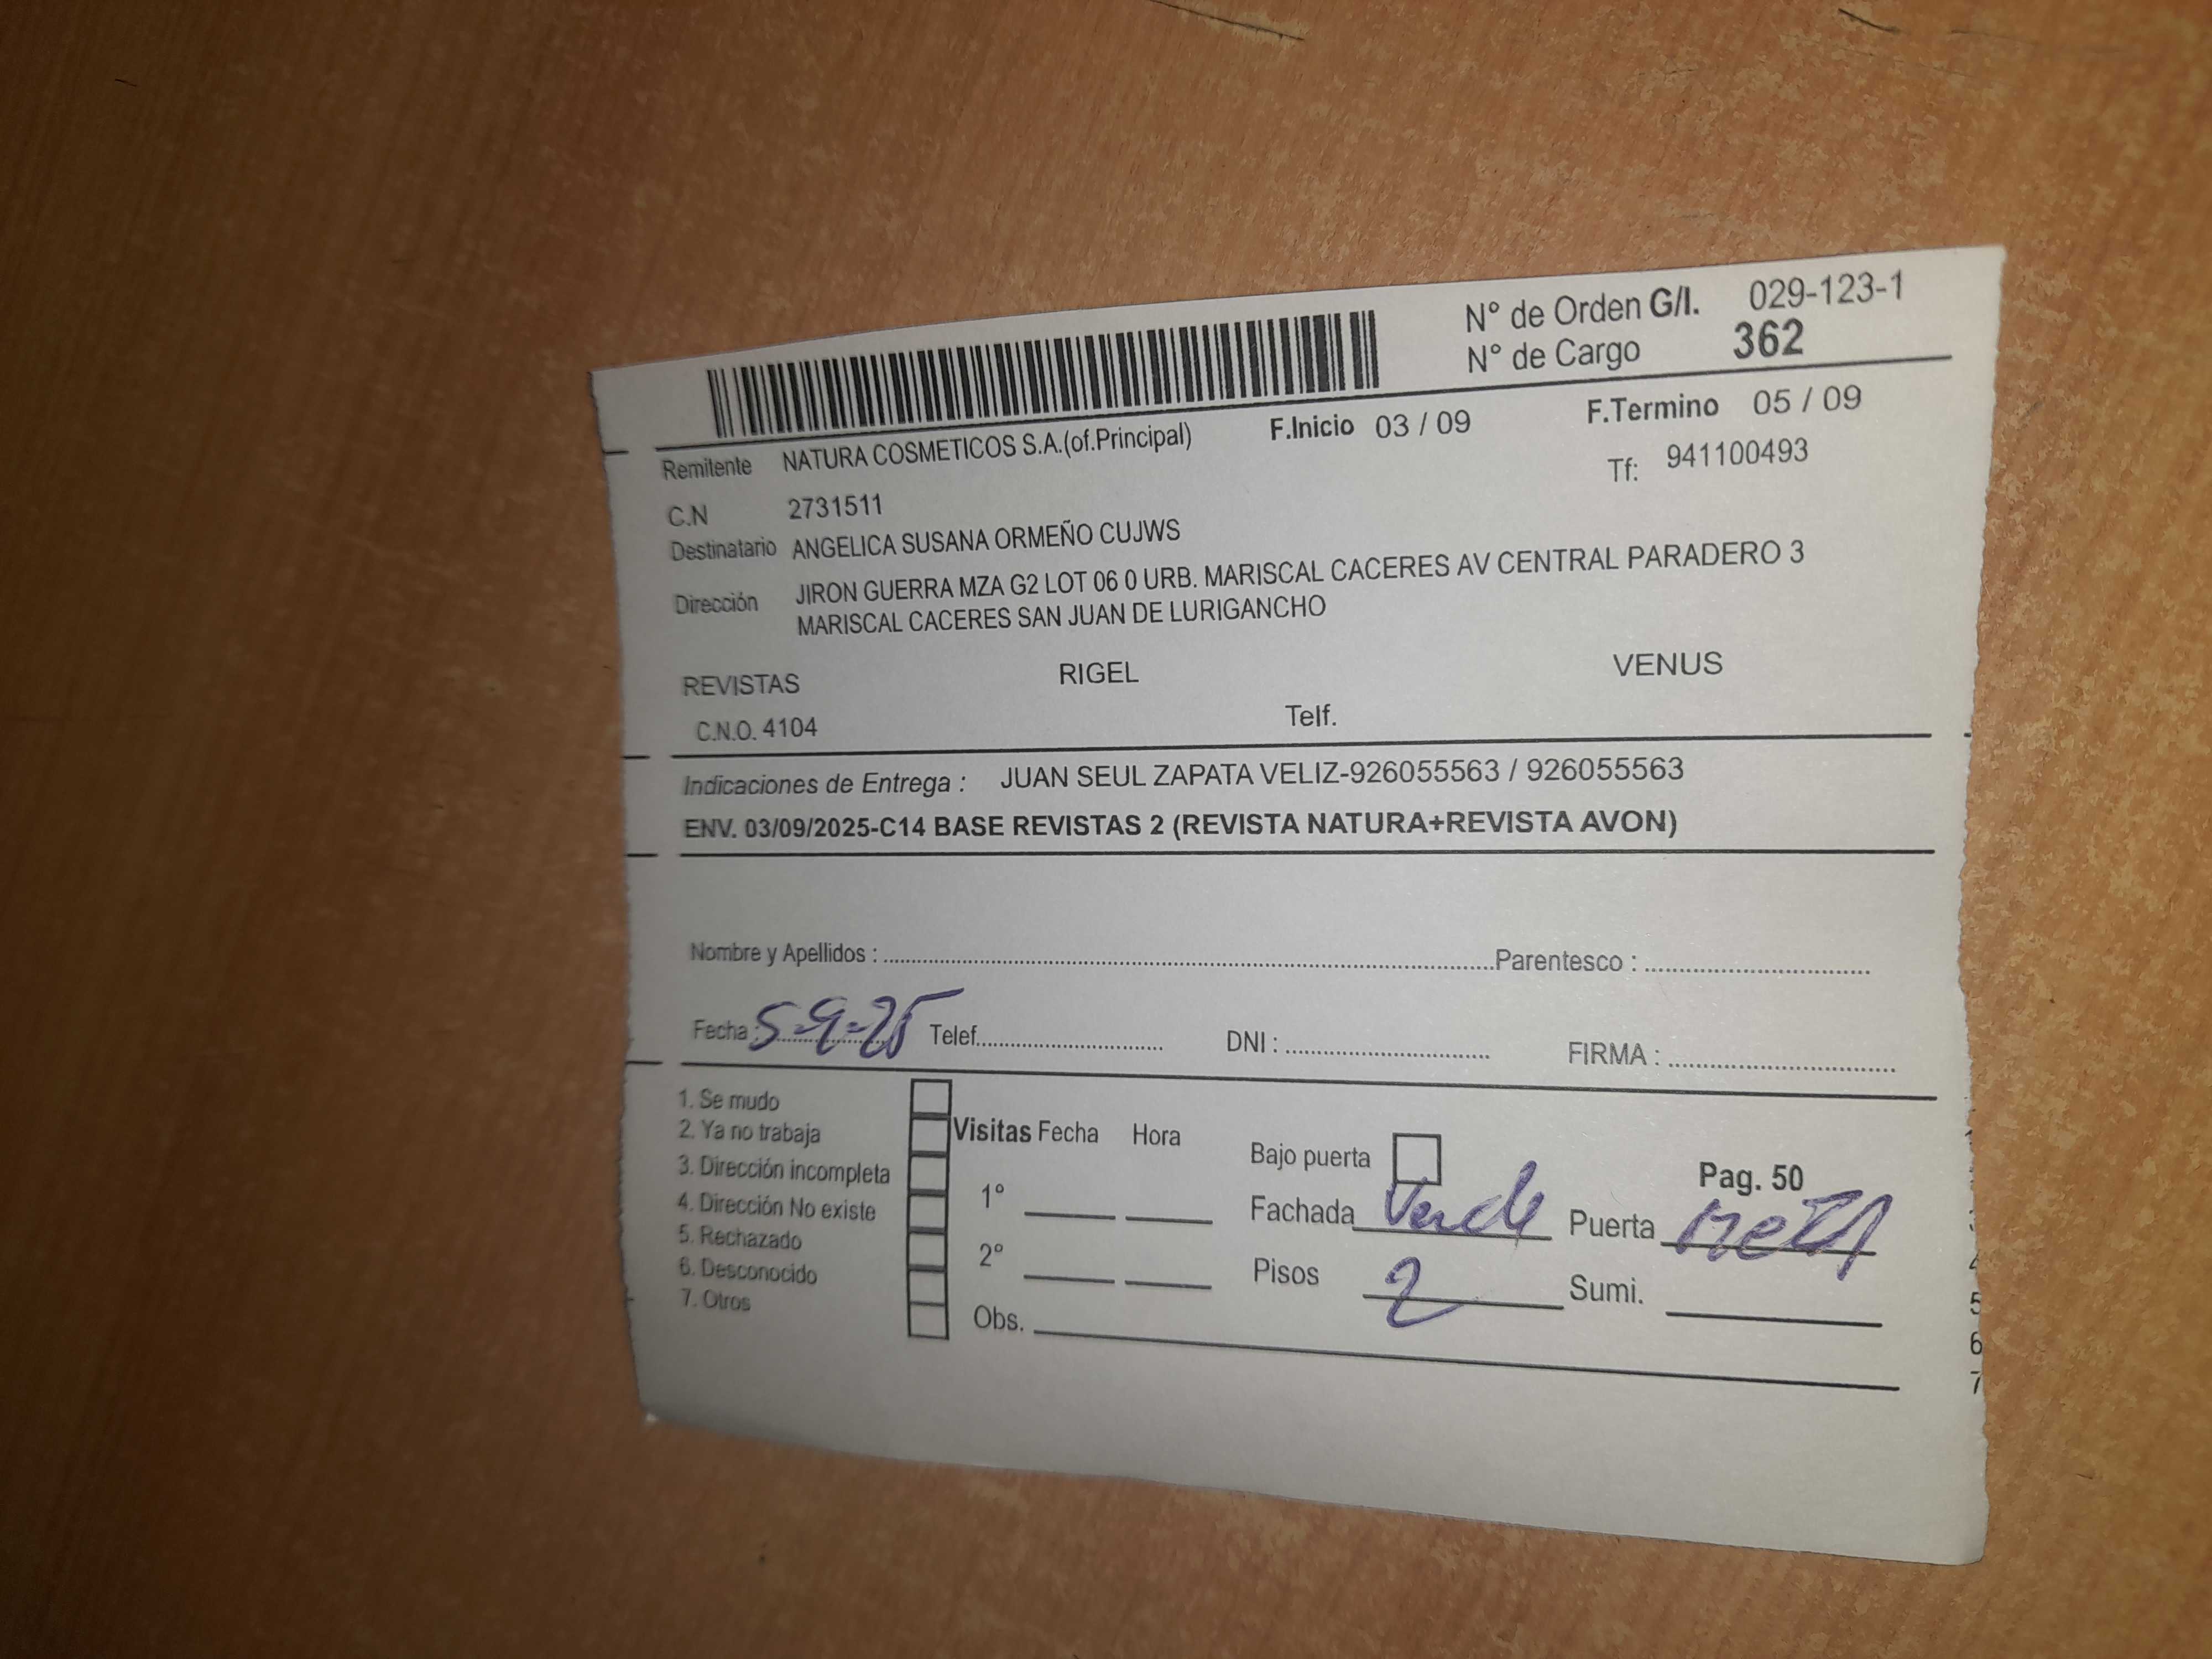 N° de Orden G/I. 029-123-1
N° de Cargo 362
F.Inicio 03 / 09 F.Termino 05 / 09
Remitente NATURA COSMETICOS S.A.(of.Principal)
Tf: 941100493
C.N 2731511
Destinatario ANGELICA SUSANA ORMEÑO CUJWS
Dirección JIRON GUERRA MZA G2 LOT 06 0 URB. MARISCAL CACERES AV CENTRAL PARADERO 3
MARISCAL CACERES SAN JUAN DE LURIGANCHO
REVISTAS RIGEL VENUS
C.N.O. 4104 Telf.
Indicaciones de Entrega : JUAN SEUL ZAPATA VELIZ-926055563 / 926055563
ENV. 03/09/2025-C14 BASE REVISTAS 2 (REVISTA NATURA+REVISTA AVON)
Nombre y Apellidos : Parentesco :
Fecha : 5-9-25 Telef. DNI : FIRMA :
1. Se mudo
2. Ya no trabaja
3. Dirección incompleta
4. Dirección No existe
5. Rechazado
6. Desconocido
7. Otros
Visitas Fecha Hora
1°
2°
Obs.
Bajo puerta
Pag. 50
Fachada Verde Puerta META
Pisos 2 Sumi.
5
6
7